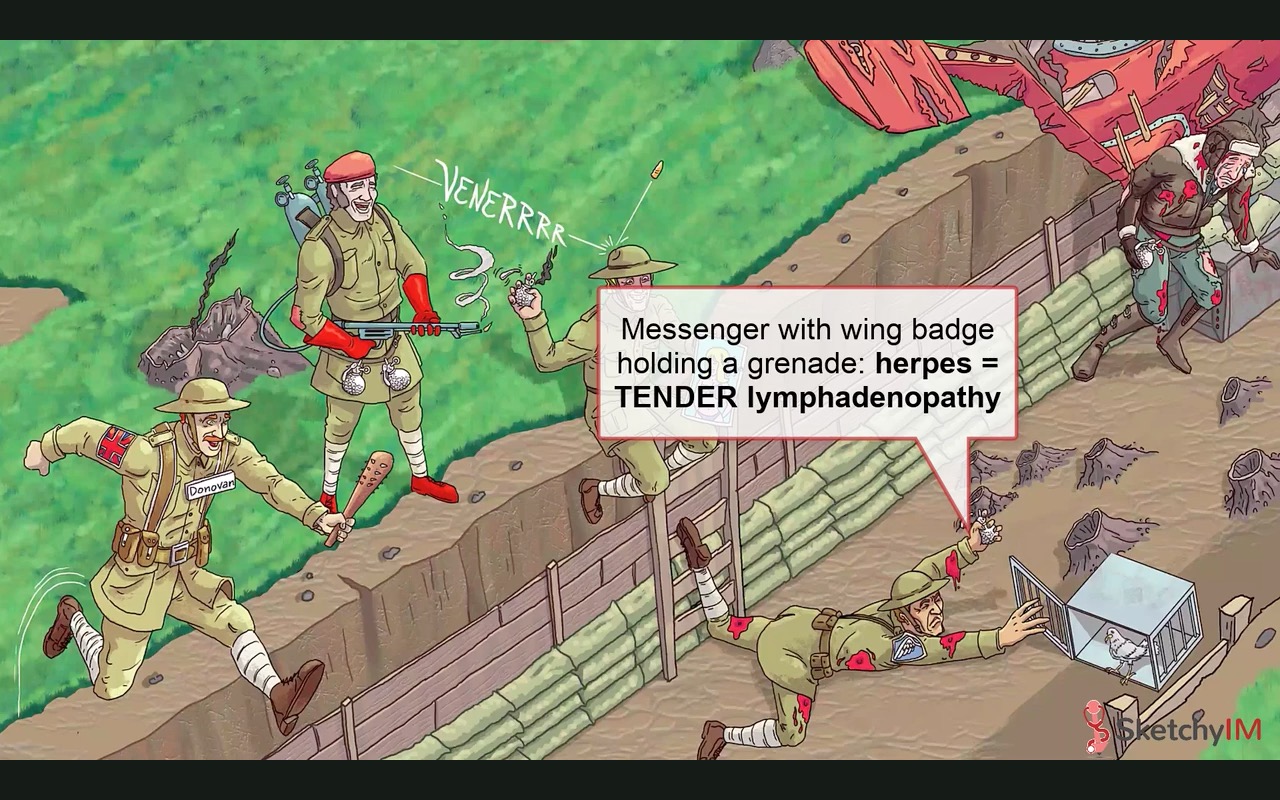 VENERRRR
Messenger with wing badge
holding a grenade: herpes =
TENDER lymphadenopathy
Donovan
SketchyIM